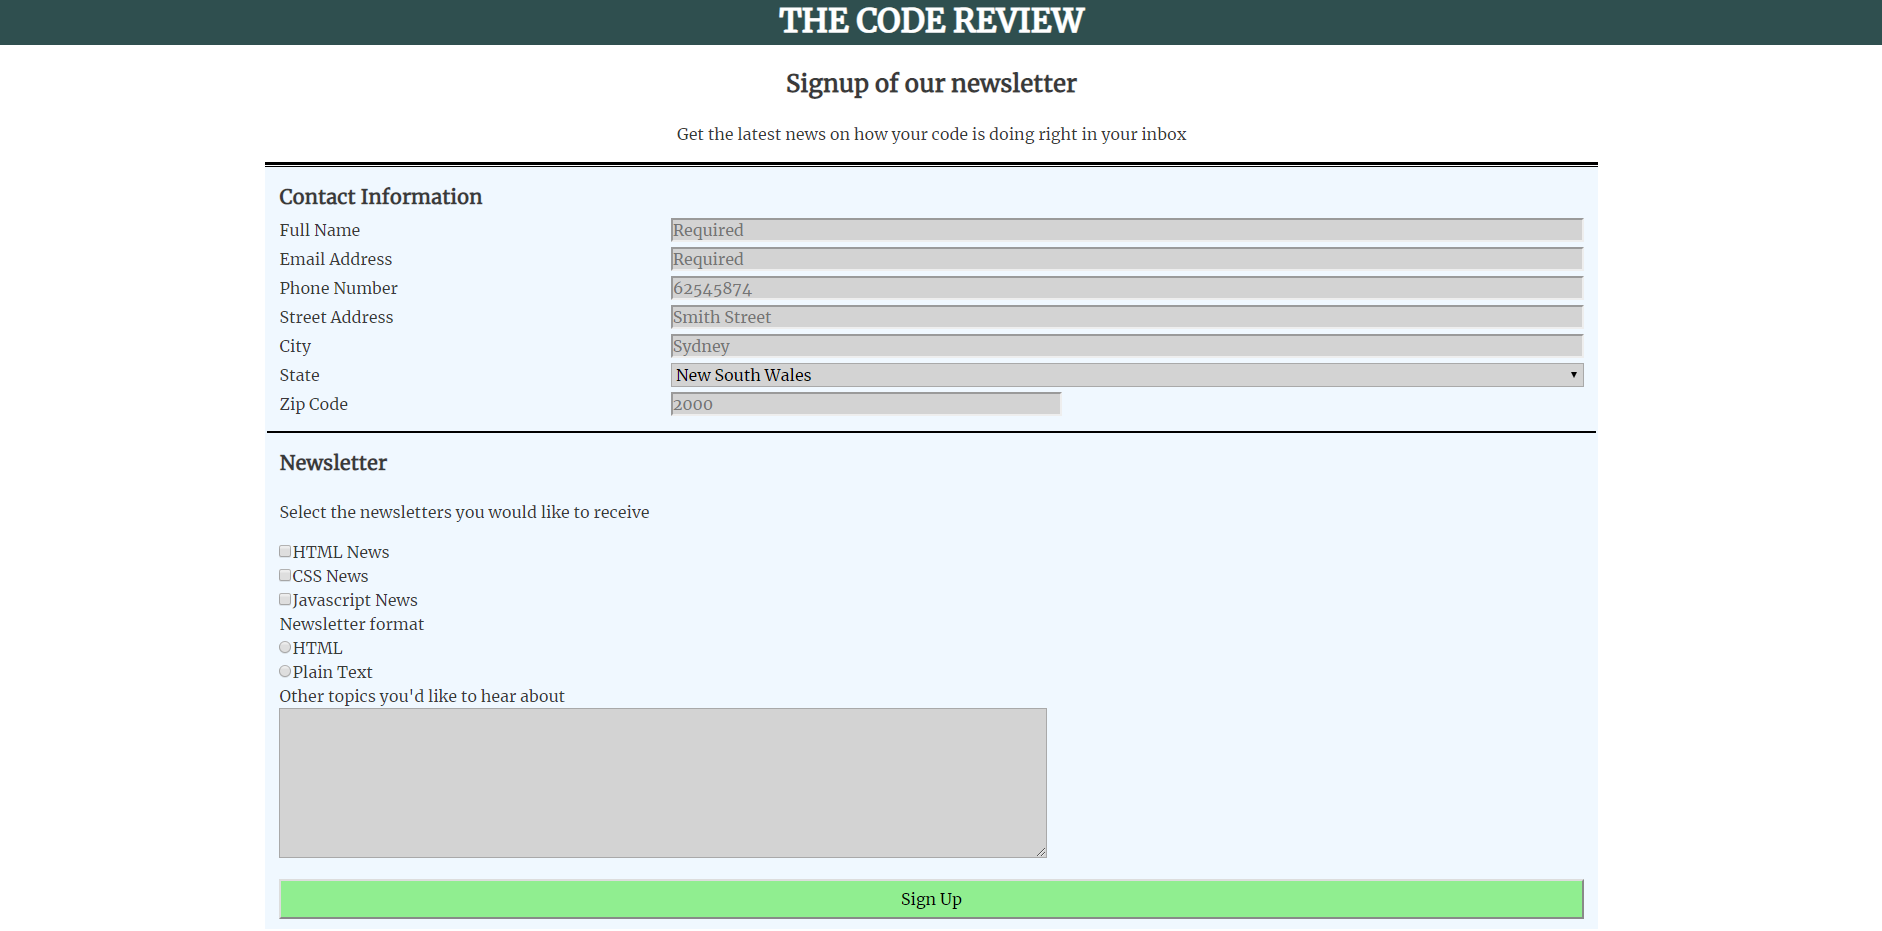 THE CODE REVIEW
Signup of our newsletter
Get the latest news on how your code is doing right in your inbox
Contact Information
Full Name Required
Email Address Required
Phone Number 62545874
Street Address Smith Street
City Sydney
State New South Wales
Zip Code 2000
Newsletter
Select the newsletters you would like to receive
HTML News
CSS News
Javascript News
Newsletter format
HTML
Plain Text
Other topics you'd like to hear about
Sign Up